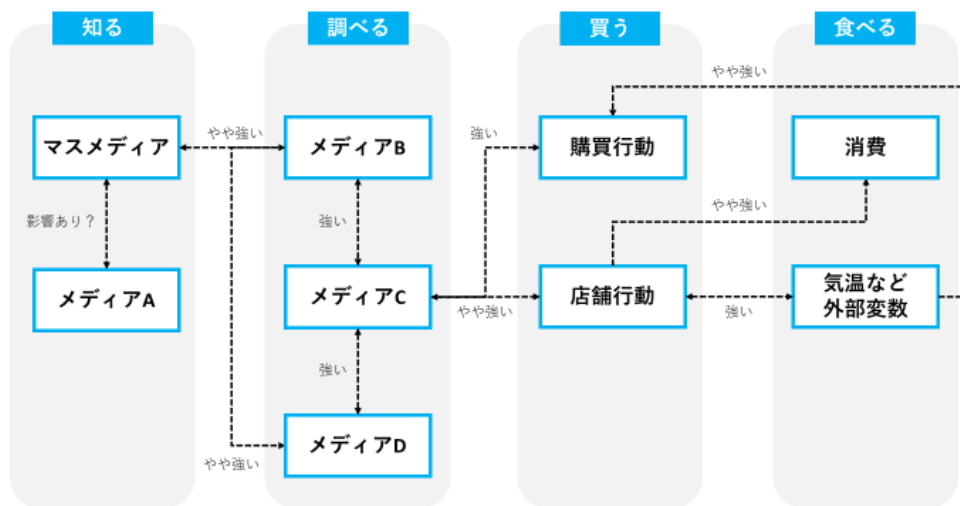 知る
調べる
買う
食べる
やや強い
マスメディア
やや強い
メディアB
強い
購買行動
消費
影響あり？
強い
やや強い
メディアA
メディアC
やや強い
店舗行動
強い
気温など
外部変数
強い
やや強い
メディアD